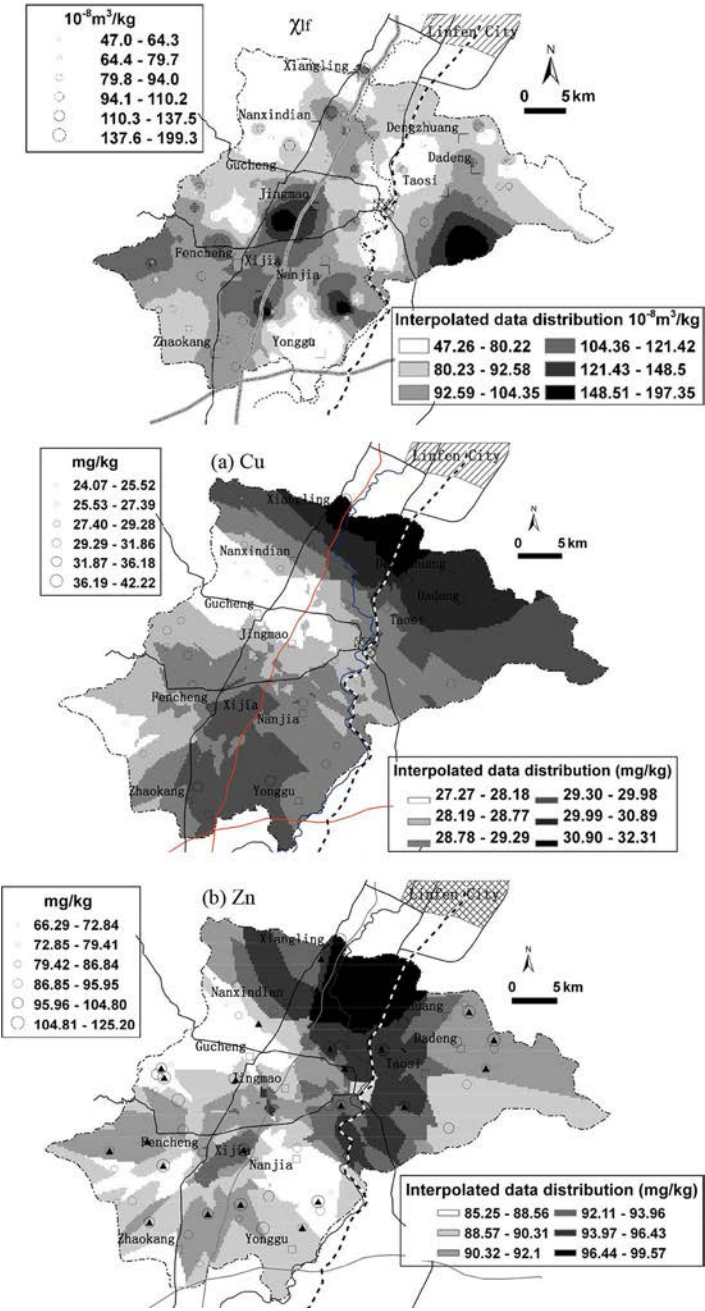 10⁻⁸m³/kg
47.0 - 64.3
64.4 - 79.7
79.8 - 94.0
94.1 - 110.2
110.3 - 137.5
137.6 - 199.3
χlf
Linfen City
N
5 km
Xiangling
Nanxindian
Dengzhuang
Dadeng
Gucheng
Taosi
Jingmao
Fencheng
Xijia
Nanjia
Zhaokang
Yonggu
Interpolated data distribution 10⁻⁸m³/kg
47.26 - 80.22 104.36 - 121.42
80.23 - 92.58 121.43 - 148.5
92.59 - 104.35 148.51 - 197.35
mg/kg
24.07 - 25.52
25.53 - 27.39
27.40 - 29.28
29.29 - 31.86
31.87 - 36.18
36.19 - 42.22
(a) Cu
Linfen City
N
5 km
Xiangling
Nanxindian
Dadeng
Gucheng
Taosi
Jingmao
Fencheng
Xijia
Nanjia
Zhaokang
Yonggu
Interpolated data distribution (mg/kg)
27.27 - 28.18 29.30 - 29.98
28.19 - 28.77 29.99 - 30.89
28.78 - 29.29 30.90 - 32.31
mg/kg
66.29 - 72.84
72.85 - 79.41
79.42 - 86.84
86.85 - 95.95
95.96 - 104.80
104.81 - 125.20
(b) Zn
Linfen City
N
5 km
Xiangling
Nanxindian
huang
Dadeng
Gucheng
Taosi
Jingmao
Fencheng
Xijia
Nanjia
Zhaokang
Yonggu
Interpolated data distribution (mg/kg)
85.25 - 88.56 92.11 - 93.96
88.57 - 90.31 93.97 - 96.43
90.32 - 92.1 96.44 - 99.57